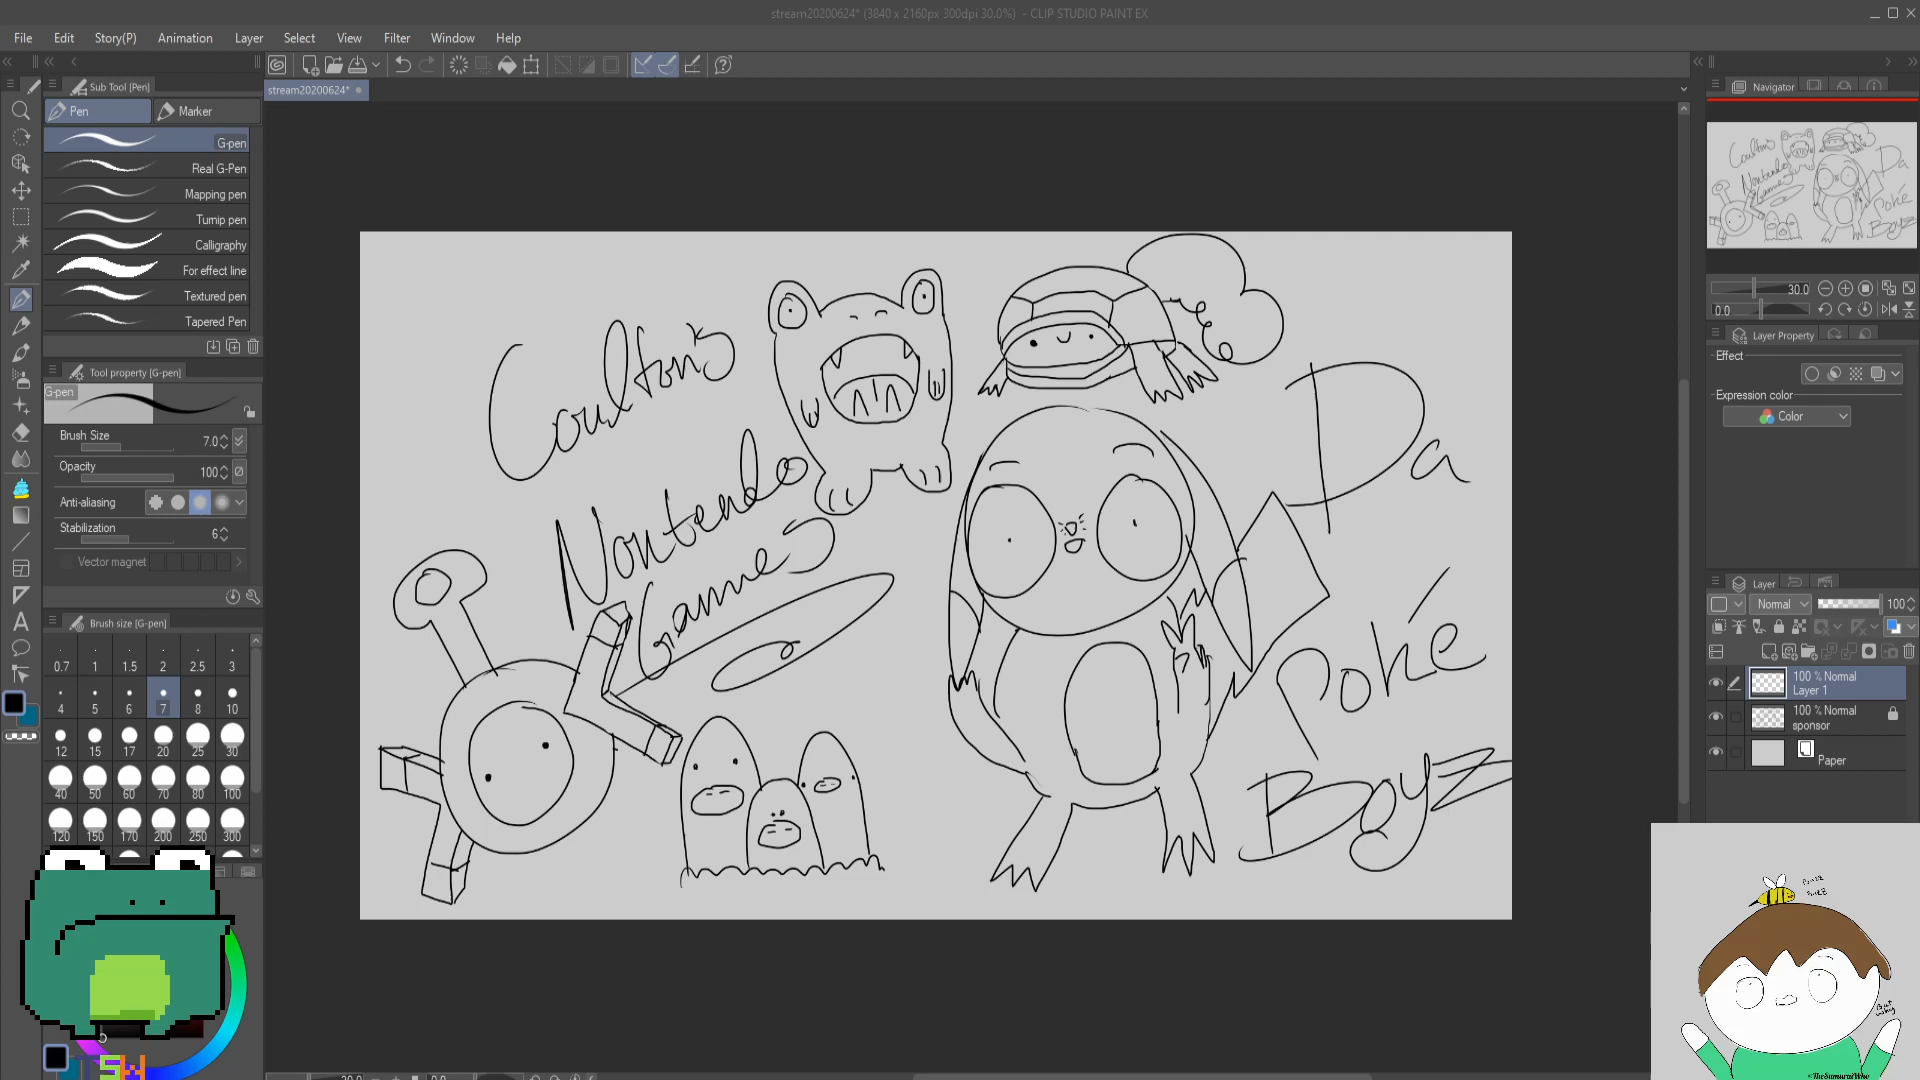 stream20200624* (3840 x 2160px 300dpi 30.0%) - CLIP STUDIO PAINT EX
File Edit Story(P) Animation Layer Select View Filter Window Help
Sub Tool [Pen]
stream20200624*
Pen Marker
G-pen
Real G-Pen
Mapping pen
Turnip pen
Calligraphy
For effect line
Textured pen
Tapered Pen
Tool property [G-pen]
G-pen
Brush Size 7.0
Opacity 100
Anti-aliasing
Stabilization 6
Vector magnet
Brush size [G-pen]
0.7 1 1.5 2 2.5 3
4 5 6 7 8 10
12 15 17 20 25 30
40 50 60 70 80 100
120 150 170 200 250 300
Coulton's
Nontendo
Games
Da
Poké
Boyz
Navigator
30.0
0.0
Layer Property
Effect
Expression color
Color
Layer
Normal 100
100 % Normal
Layer 1
100 % Normal
sponsor
Paper
Buzz
Buzz
But
why
©TheSamuraiWho
SW